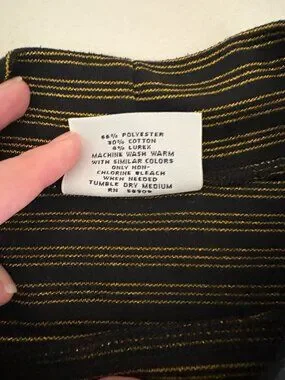 66% POLYESTER
30% COTTON
4% LUREX
MACHINE WASH WARM
WITH SIMILAR COLORS
ONLY NON-
CHLORINE BLEACH
WHEN NEEDED
TUMBLE DRY MEDIUM
RN